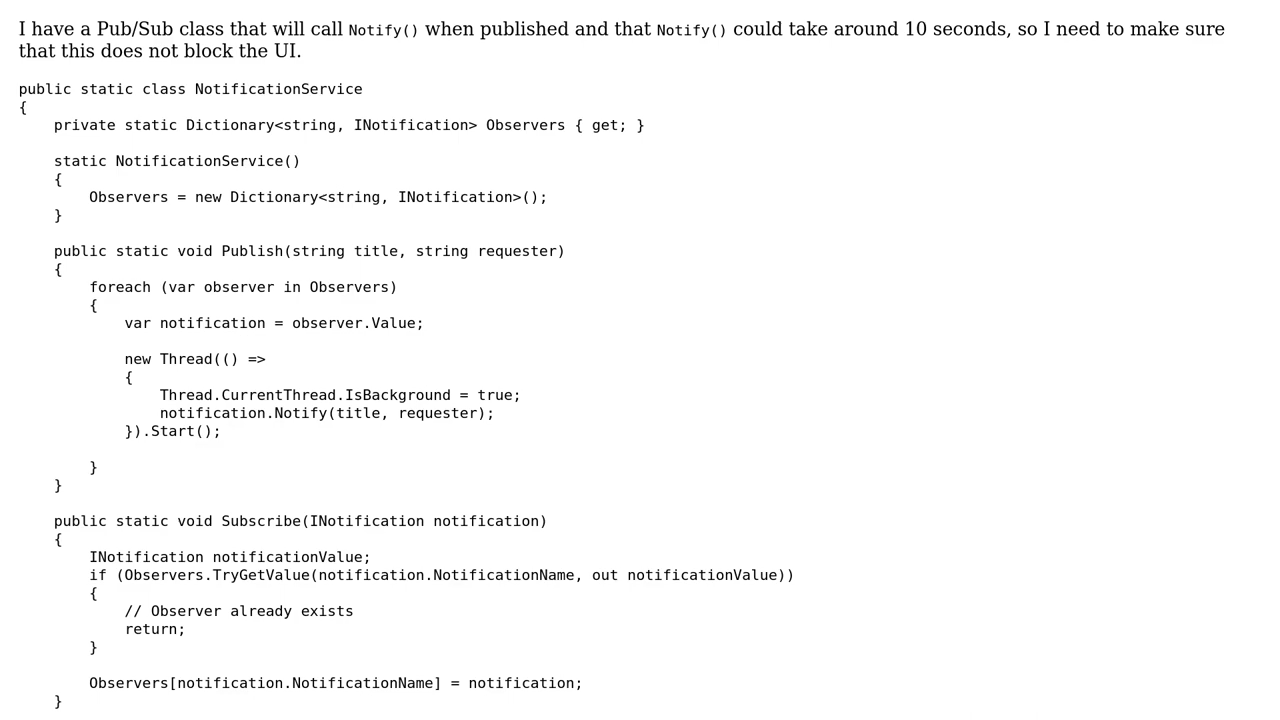 I have a Pub/Sub class that will call Notify() when published and that Notify() could take around 10 seconds, so I need to make sure
that this does not block the UI.
public static class NotificationService
{
    private static Dictionary<string, INotification> Observers { get; }
    static NotificationService()
    {
        Observers = new Dictionary<string, INotification>();
    }
    public static void Publish(string title, string requester)
    {
        foreach (var observer in Observers)
        {
            var notification = observer.Value;
            new Thread(() =>
            {
                Thread.CurrentThread.IsBackground = true;
                notification.Notify(title, requester);
            }).Start();
        }
    }
    public static void Subscribe(INotification notification)
    {
        INotification notificationValue;
        if (Observers.TryGetValue(notification.NotificationName, out notificationValue))
        {
            // Observer already exists
            return;
        }
        Observers[notification.NotificationName] = notification;
    }